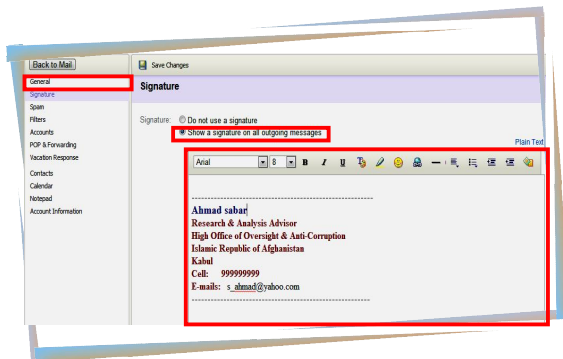 Back to Mail
General
Signature
Spam
Filters
Accounts
POP & Forwarding
Vacation Response
Contacts
Calendar
Notepad
Account Information
Save Changes
Signature
Signature: Do not use a signature
Show a signature on all outgoing messages
Plain Text
Arial 8 B I U
------------------------------------------------------------
Ahmad sabar
Research & Analysis Advisor
High Office of Oversight & Anti-Corruption
Islamic Republic of Afghanistan
Kabul
Cell: 999999999
E-mails: s_ahmad@yahoo.com
------------------------------------------------------------